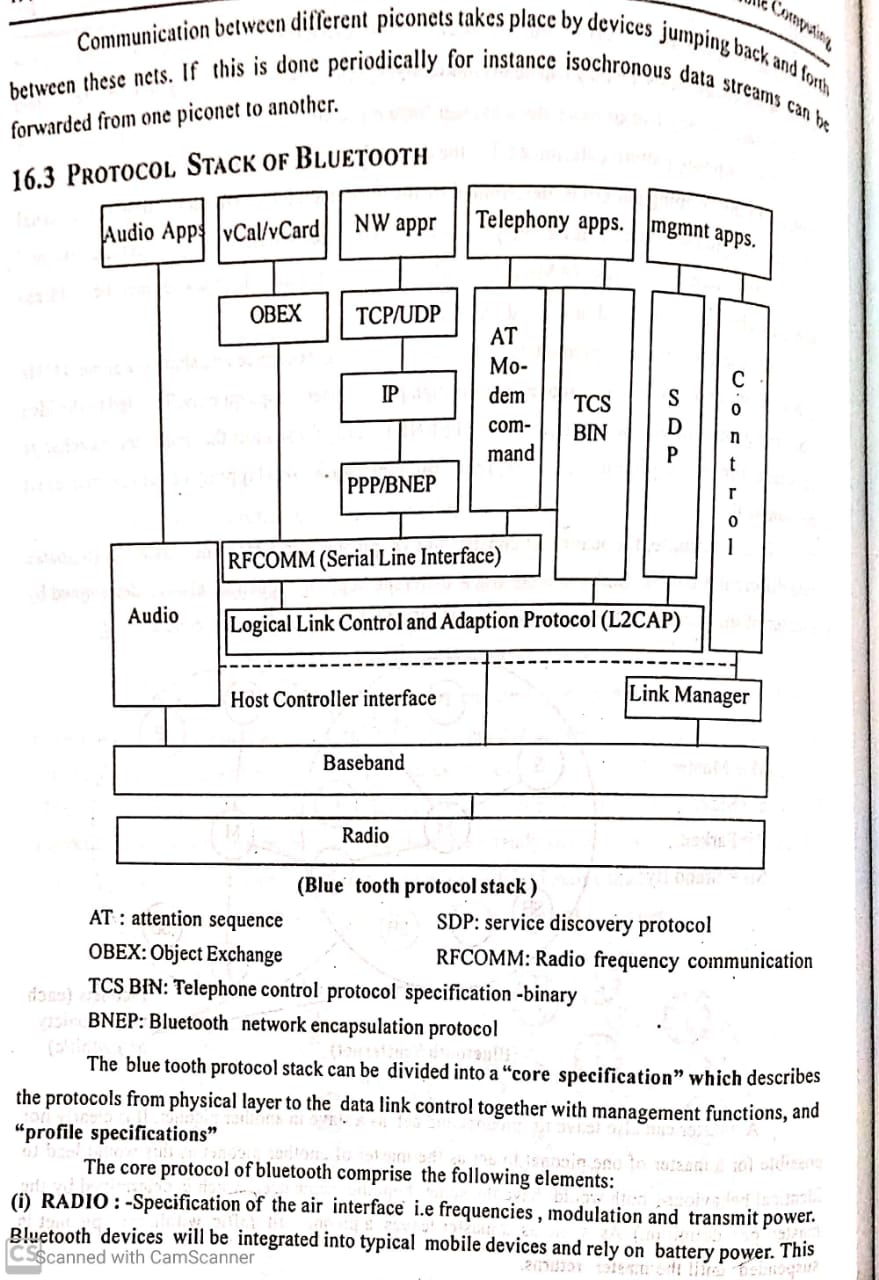 ...ile Computing
Communication between different piconets takes place by devices jumping back and forth
between these nets. If this is done periodically for instance isochronous data streams can be
forwarded from one piconet to another.
16.3 PROTOCOL STACK OF BLUETOOTH
Audio Apps vCal/vCard NW appr Telephony apps. mgmnt apps.
OBEX TCP/UDP
IP
PPP/BNEP
AT
Mo-
dem
com-
mand
TCS
BIN
S
D
P
C
o
n
t
r
o
l
RFCOMM (Serial Line Interface)
Audio
Logical Link Control and Adaption Protocol (L2CAP)
Host Controller interface
Link Manager
Baseband
Radio
(Blue tooth protocol stack)
AT : attention sequence SDP: service discovery protocol
OBEX: Object Exchange RFCOMM: Radio frequency communication
TCS BIN: Telephone control protocol specification -binary
BNEP: Bluetooth network encapsulation protocol
The blue tooth protocol stack can be divided into a “core specification” which describes
the protocols from physical layer to the data link control together with management functions, and
“profile specifications”
The core protocol of bluetooth comprise the following elements:
(i) RADIO : -Specification of the air interface i.e frequencies , modulation and transmit power.
Bluetooth devices will be integrated into typical mobile devices and rely on battery power. This
CS Scanned with CamScanner